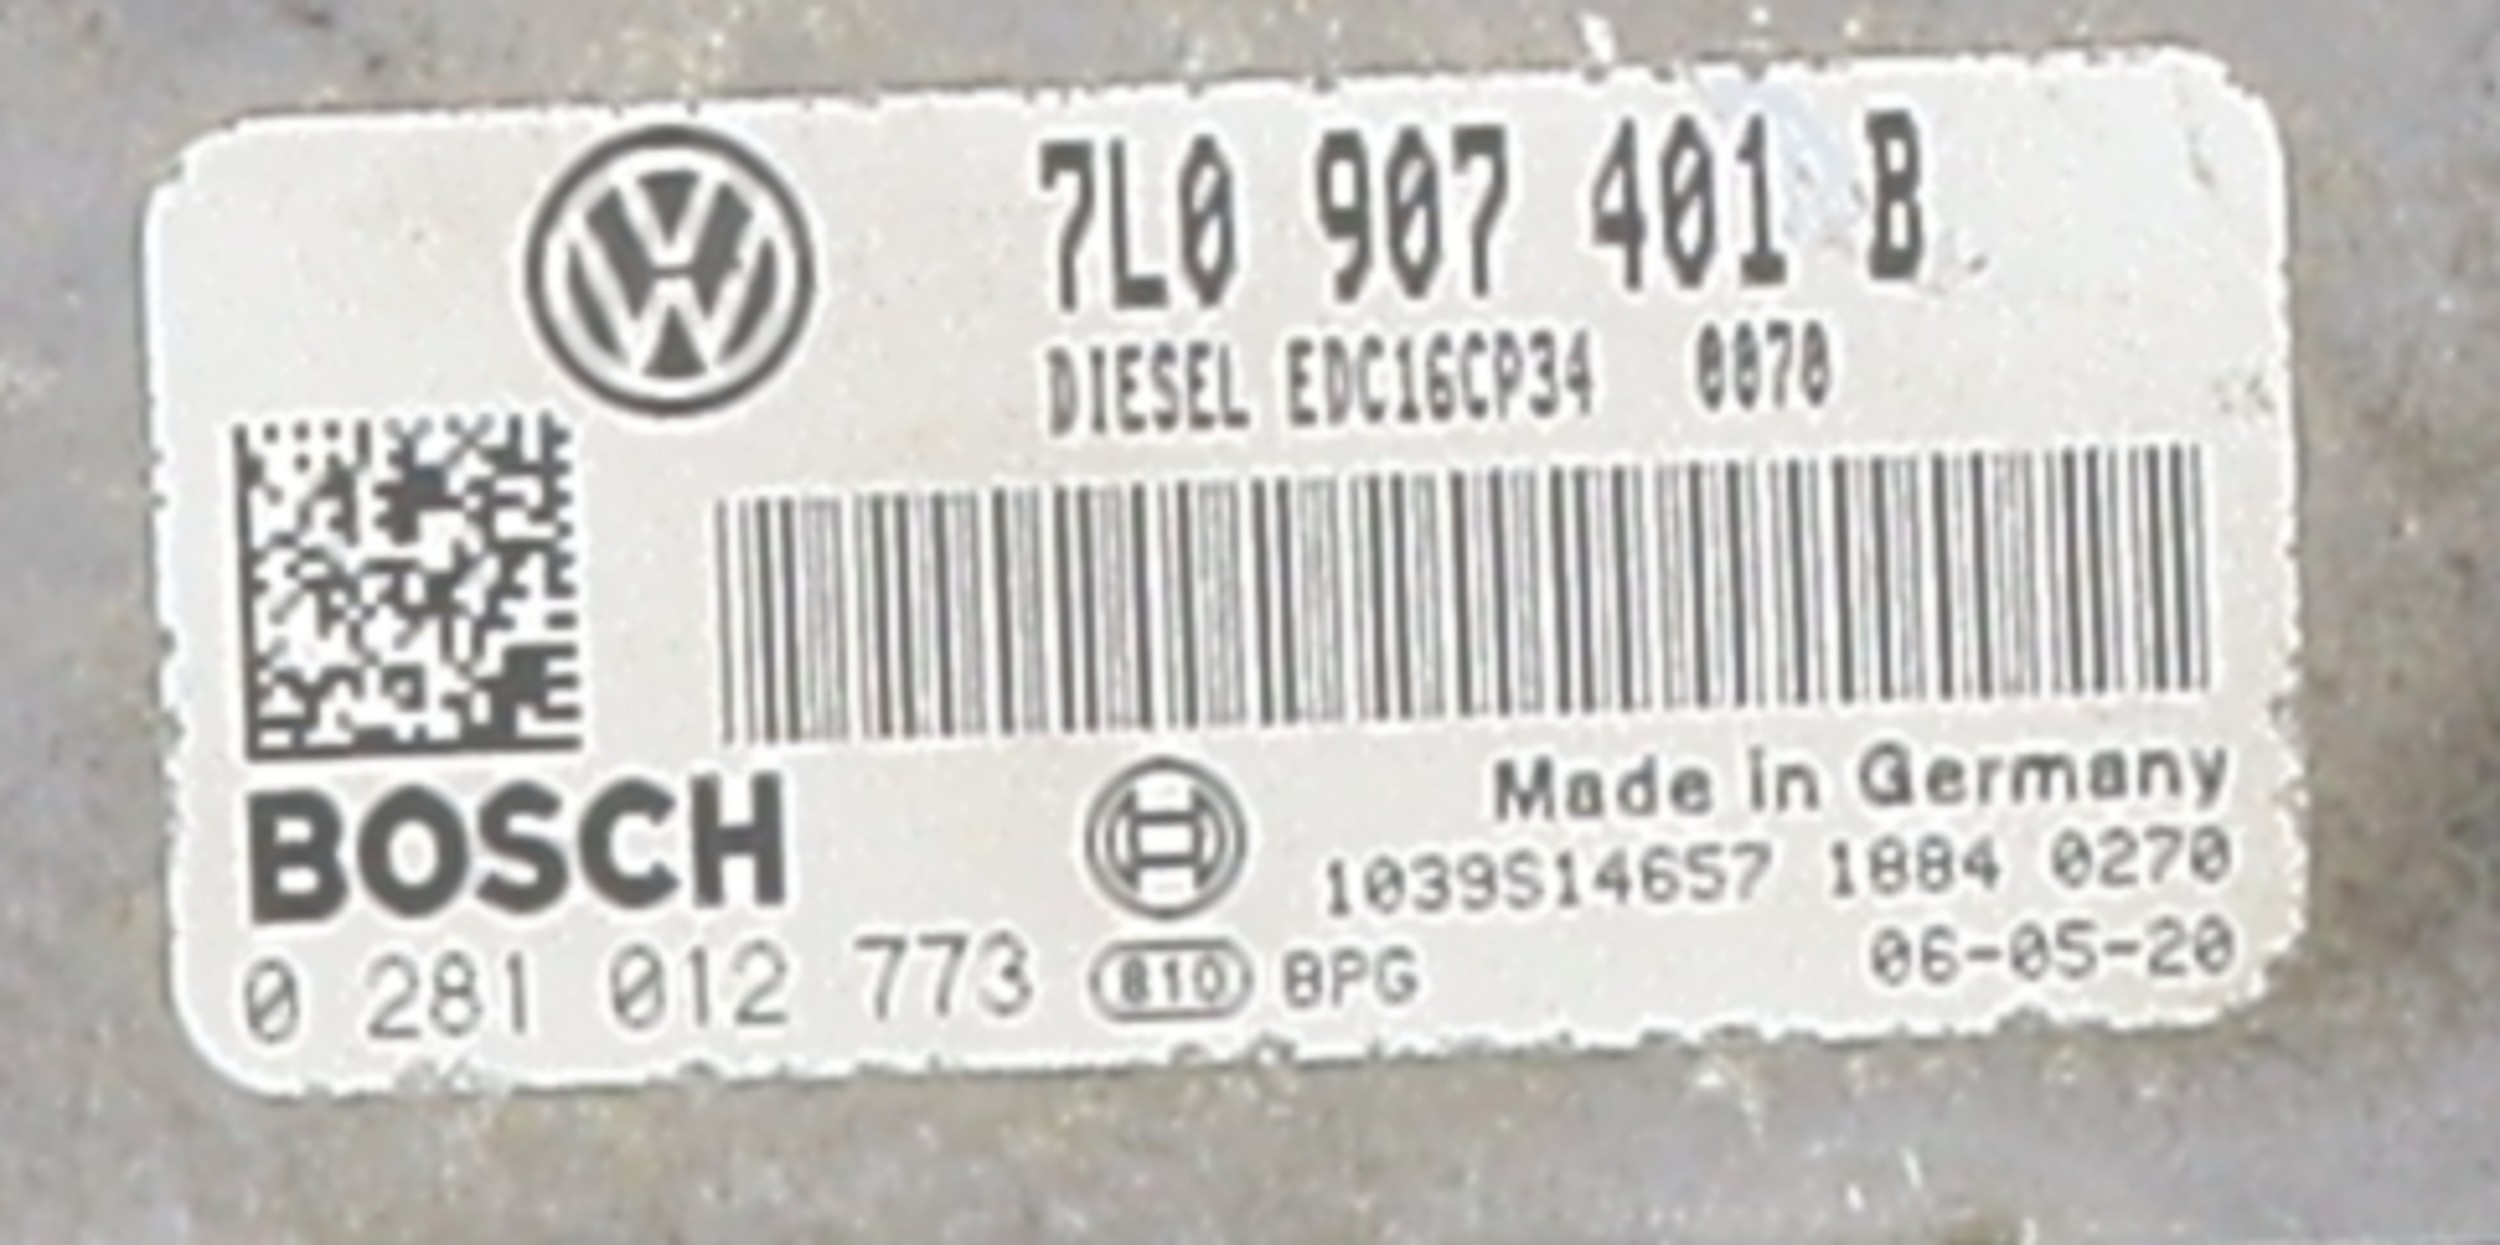 7L0 907 401 B
DIESEL EDC16CP34 0070
BOSCH
Made in Germany
1039S14657 1884 0270
06-05-20
0 281 012 773 810 BPG